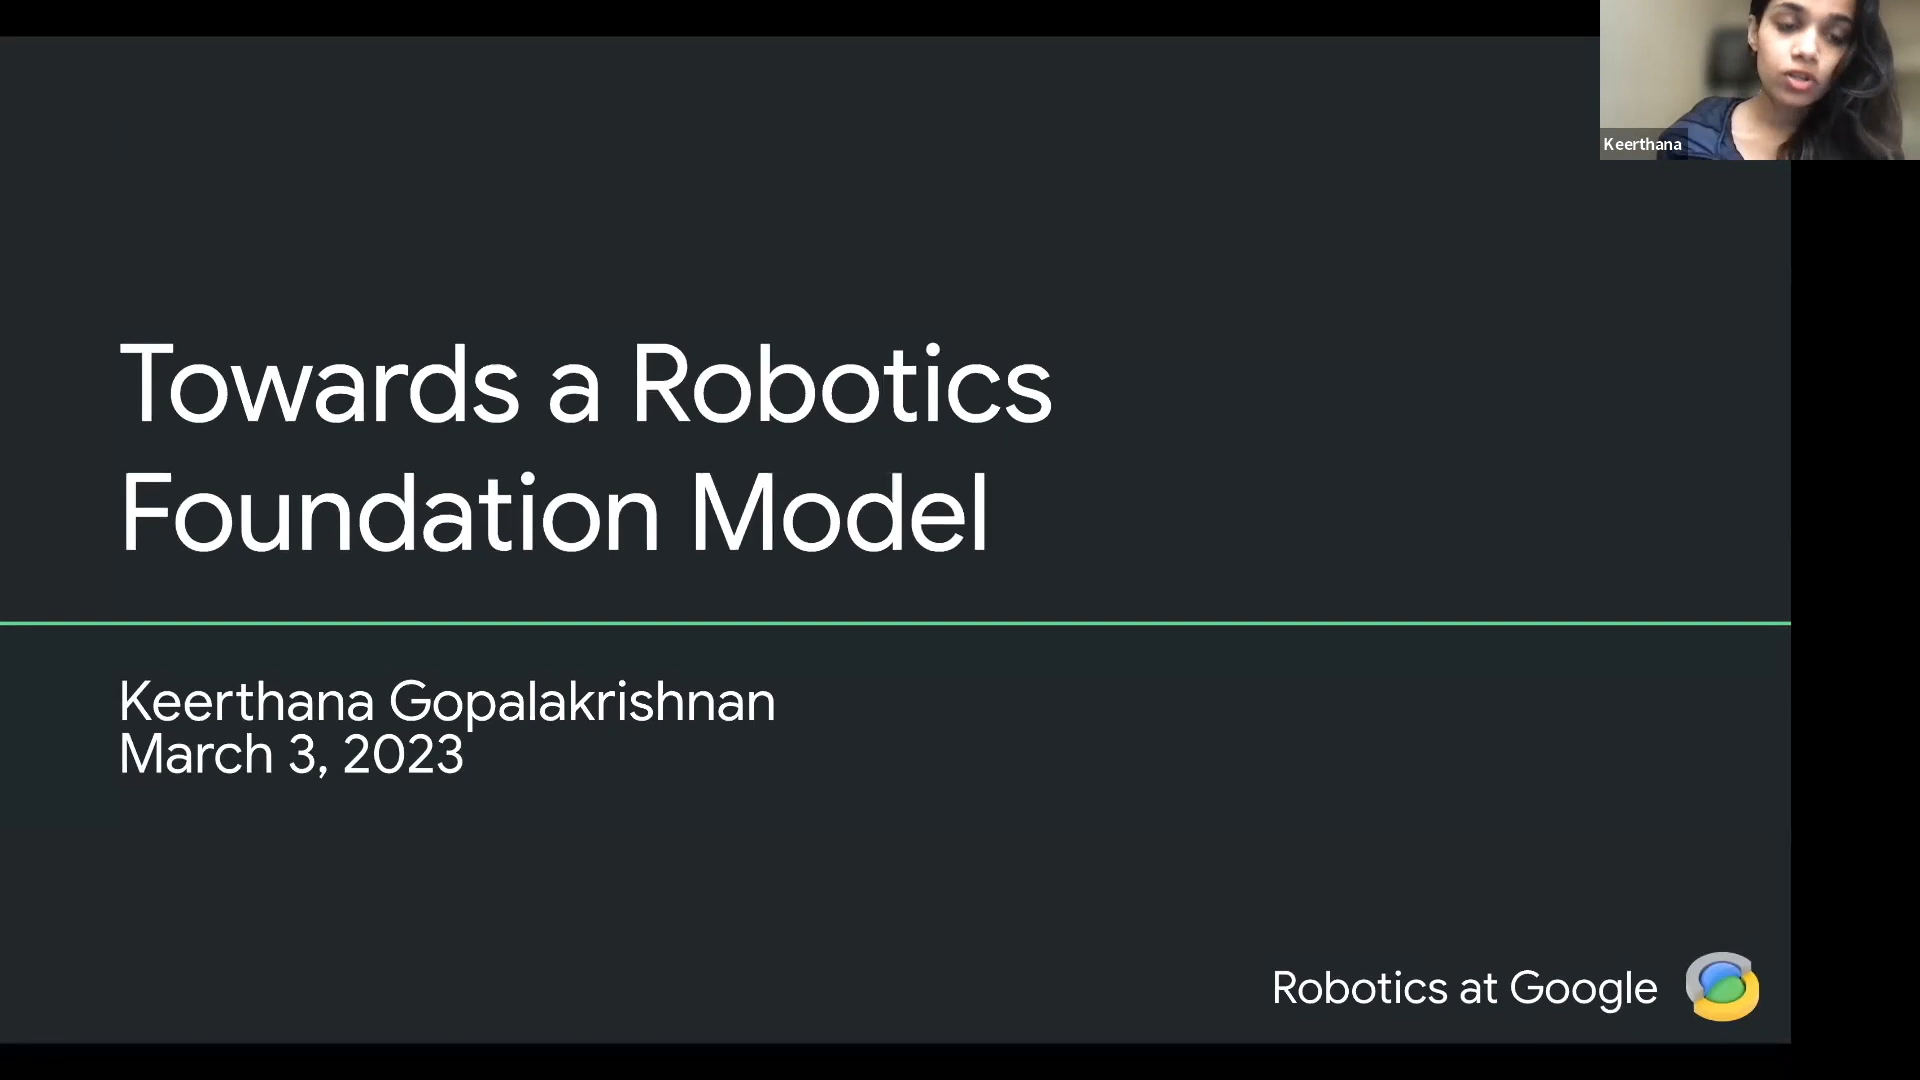 Keerthana
Towards a Robotics
Foundation Model
Keerthana Gopalakrishnan
March 3, 2023
Robotics at Google